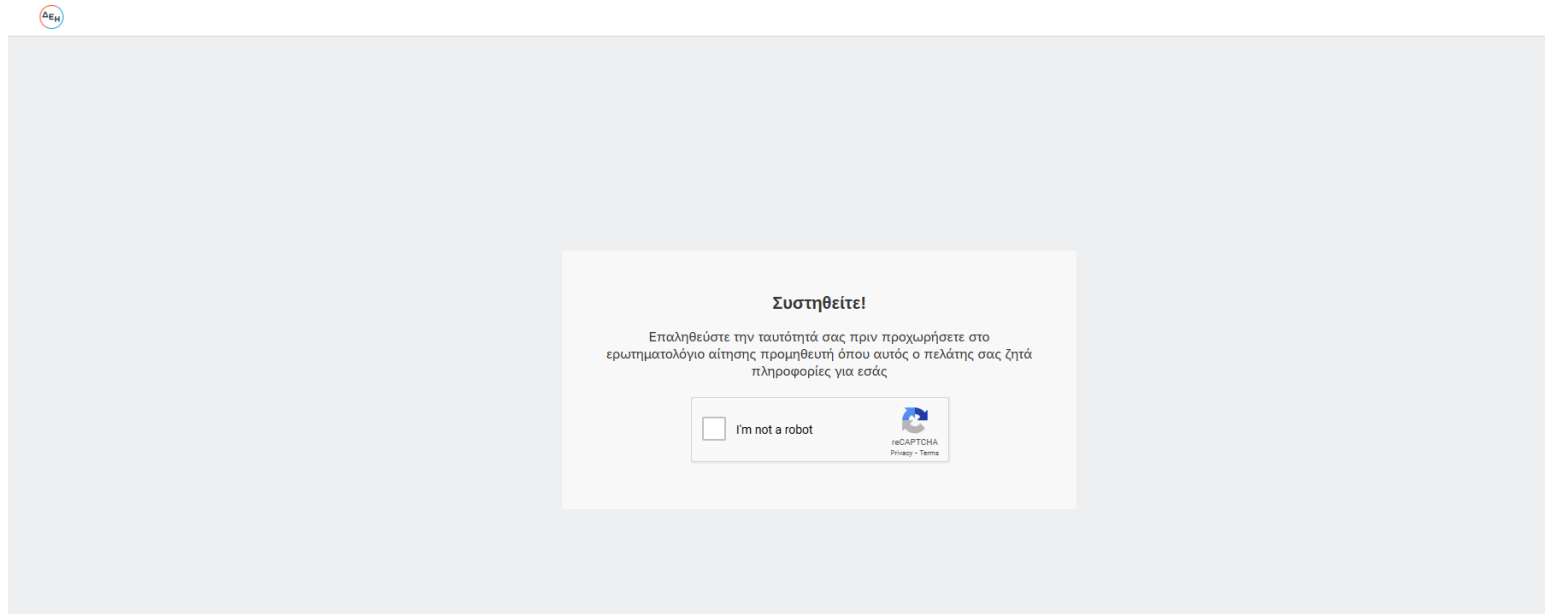 ΔΕΗ
Συστηθείτε!
Επαληθεύστε την ταυτότητά σας πριν προχωρήσετε στο
ερωτηματολόγιο αίτησης προμηθευτή όπου αυτός ο πελάτης σας ζητά
πληροφορίες για εσάς
I'm not a robot
reCAPTCHA
Privacy - Terms